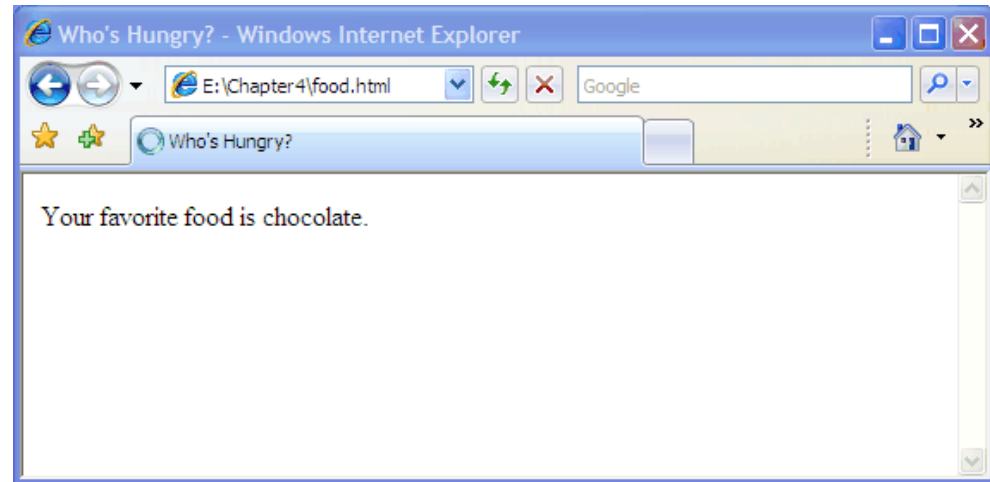 Who's Hungry? - Windows Internet Explorer
E:\Chapter4\food.html
Google
Who's Hungry?
Your favorite food is chocolate.